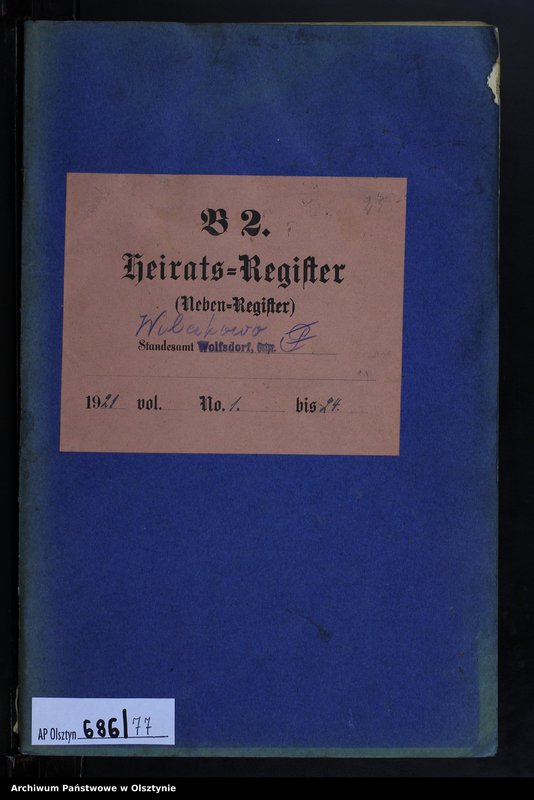 B 2.
Heirats=Register
(Neben=Register)
Standesamt Wolfsdorf, Ostpr.
1921 vol. No. 1. bis 24.
AP Olsztyn 686/77
Archiwum Państwowe w Olsztynie